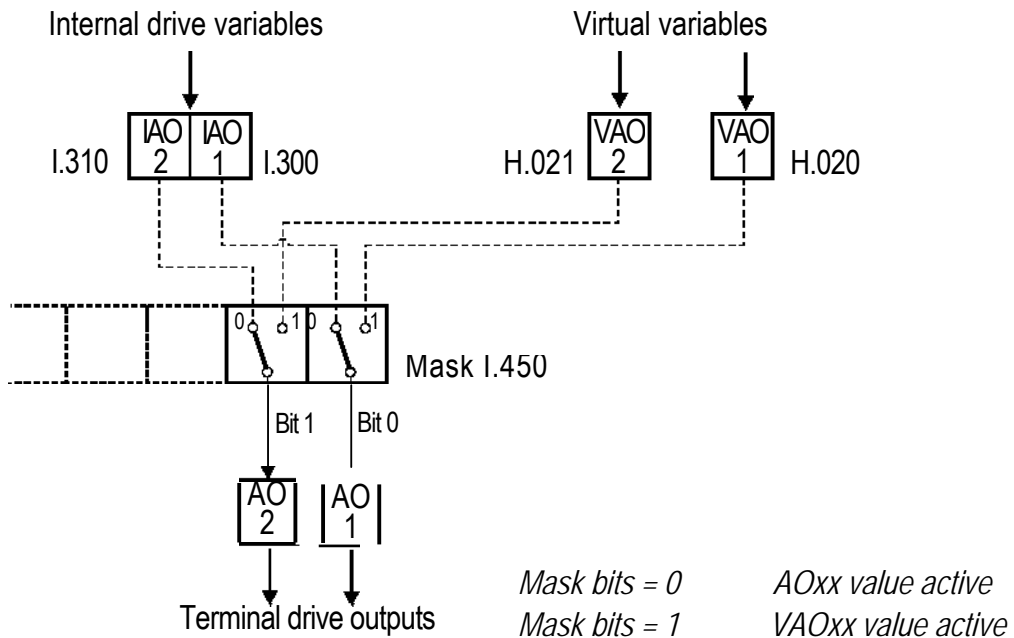 Internal drive variables
Virtual variables
IAO 2
IAO 1
I.310
I.300
VAO 2
VAO 1
H.021
H.020
0 1 0 1
Mask I.450
Bit 1
Bit 0
AO 2
AO 1
Terminal drive outputs
Mask bits = 0 AOxx value active
Mask bits = 1 VAOxx value active